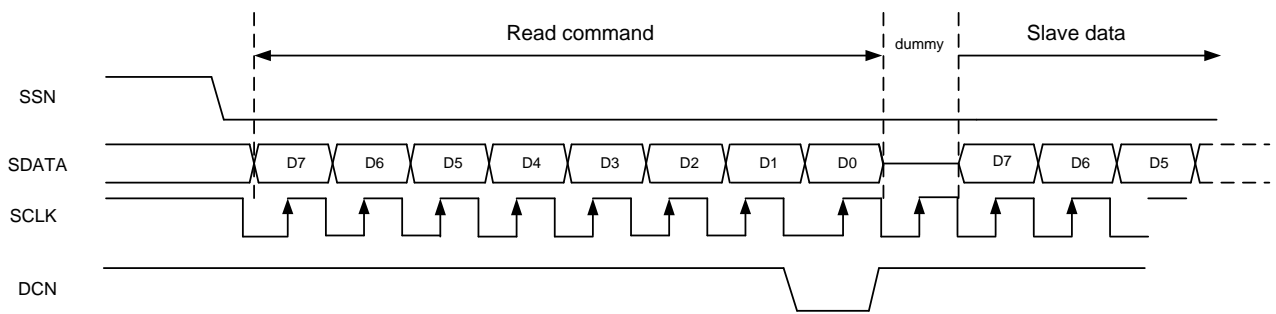 Read command
dummy
Slave data
SSN
SDATA D7 D6 D5 D4 D3 D2 D1 D0 D7 D6 D5
SCLK
DCN